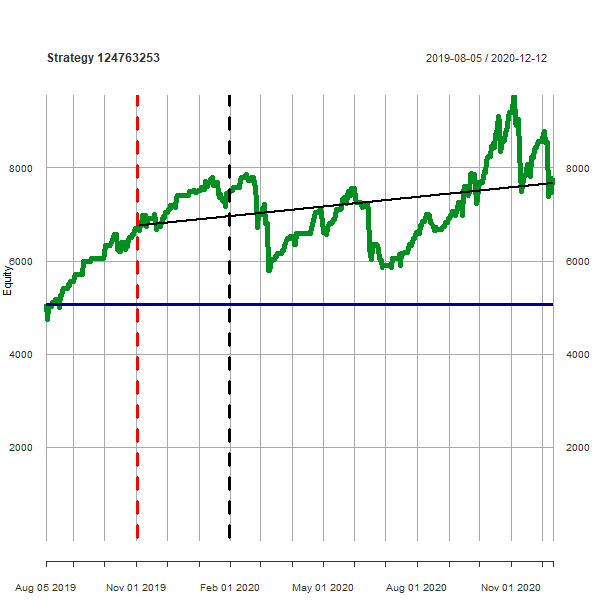 Strategy 124763253
2019-08-05 / 2020-12-12
8000
8000
6000
6000
Equity
4000
4000
2000
2000
Aug 05 2019
Nov 01 2019
Feb 01 2020
May 01 2020
Aug 01 2020
Nov 01 2020